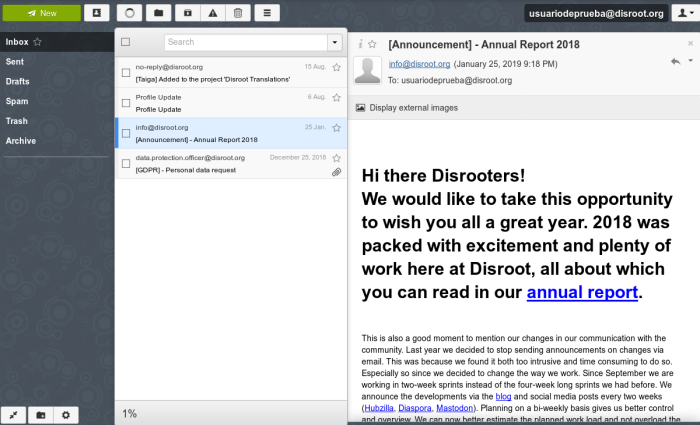 New
usuariodeprueba@disroot.org
Inbox
Sent
Drafts
Spam
Trash
Archive
Search
no-reply@disroot.org 15 Aug.
[Taiga] Added to the project 'Disroot Translations'
Profile Update 6 Aug.
Profile Update
info@disroot.org 25 Jan.
[Announcement] - Annual Report 2018
data.protection.officer@disroot.org December 25, 2018
[GDPR] - Personal data request
1%
[Announcement] - Annual Report 2018
info@disroot.org (January 25, 2019 9:18 PM)
To: usuariodeprueba@disroot.org
Display external images
Hi there Disrooters!
We would like to take this opportunity
to wish you all a great year. 2018 was
packed with excitement and plenty of
work here at Disroot, all about which
you can read in our annual report.
This is also a good moment to mention our changes in our communication with the
community. Last year we decided to stop sending announcements on changes via
email. This was because we found it both too intrusive and time consuming to do so.
Especially so since we decided to change the way we work. Since September we are
working in two-week sprints instead of the four-week long sprints we had before. We
announce the developments via the blog and social media posts every two weeks
(Hubzilla, Diaspora, Mastodon). Planning on a bi-weekly basis gives us better control
and overview. We can now better estimate the planned work load and not overload the